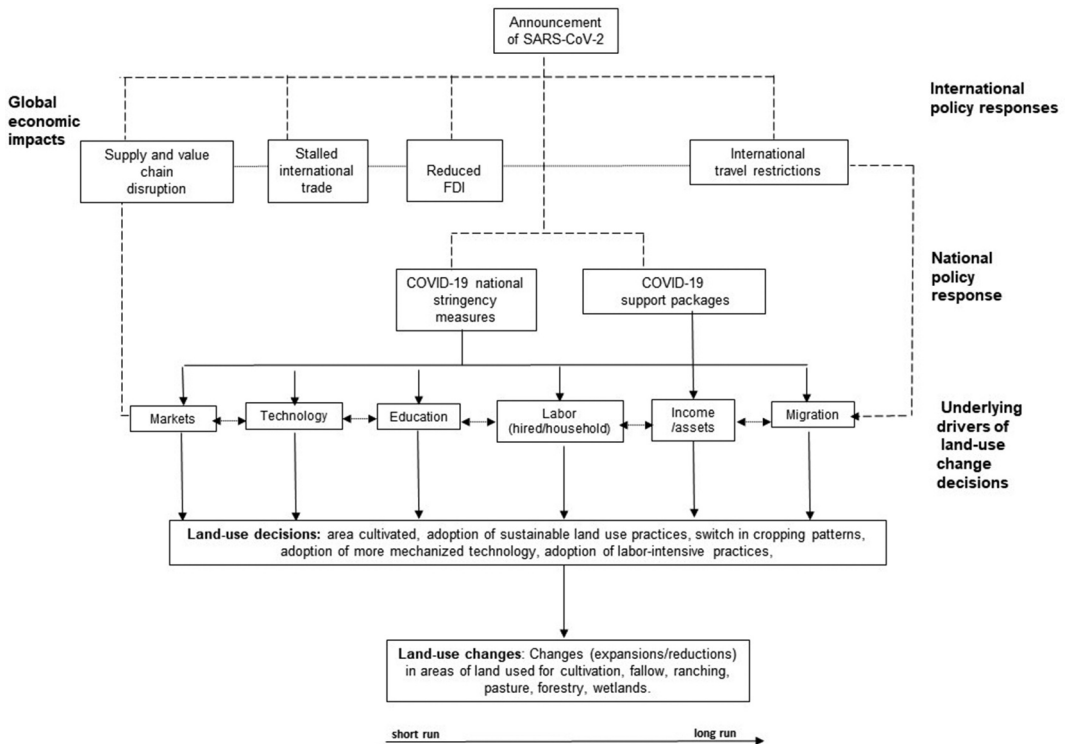 Announcement
of SARS-CoV-2
Global
economic
impacts
International
policy responses
Supply and value
chain
disruption
Stalled
international
trade
Reduced
FDI
International
travel restrictions
National
policy
response
COVID-19 national
stringency
measures
COVID-19
support packages
Markets
Technology
Education
Labor
(hired/household)
Income
/assets
Migration
Underlying
drivers of
land-use
change
decisions
Land-use decisions: area cultivated, adoption of sustainable land use practices, switch in cropping patterns,
adoption of more mechanized technology, adoption of labor-intensive practices,
Land-use changes: Changes (expansions/reductions)
in areas of land used for cultivation, fallow, ranching,
pasture, forestry, wetlands.
short run
long run